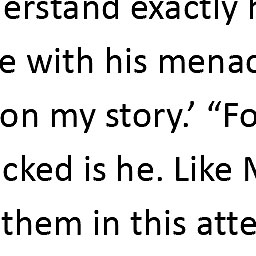 erstand exactly h
e with his menac
on my story.’ “Fo
cked is he. Like M
them in this atte